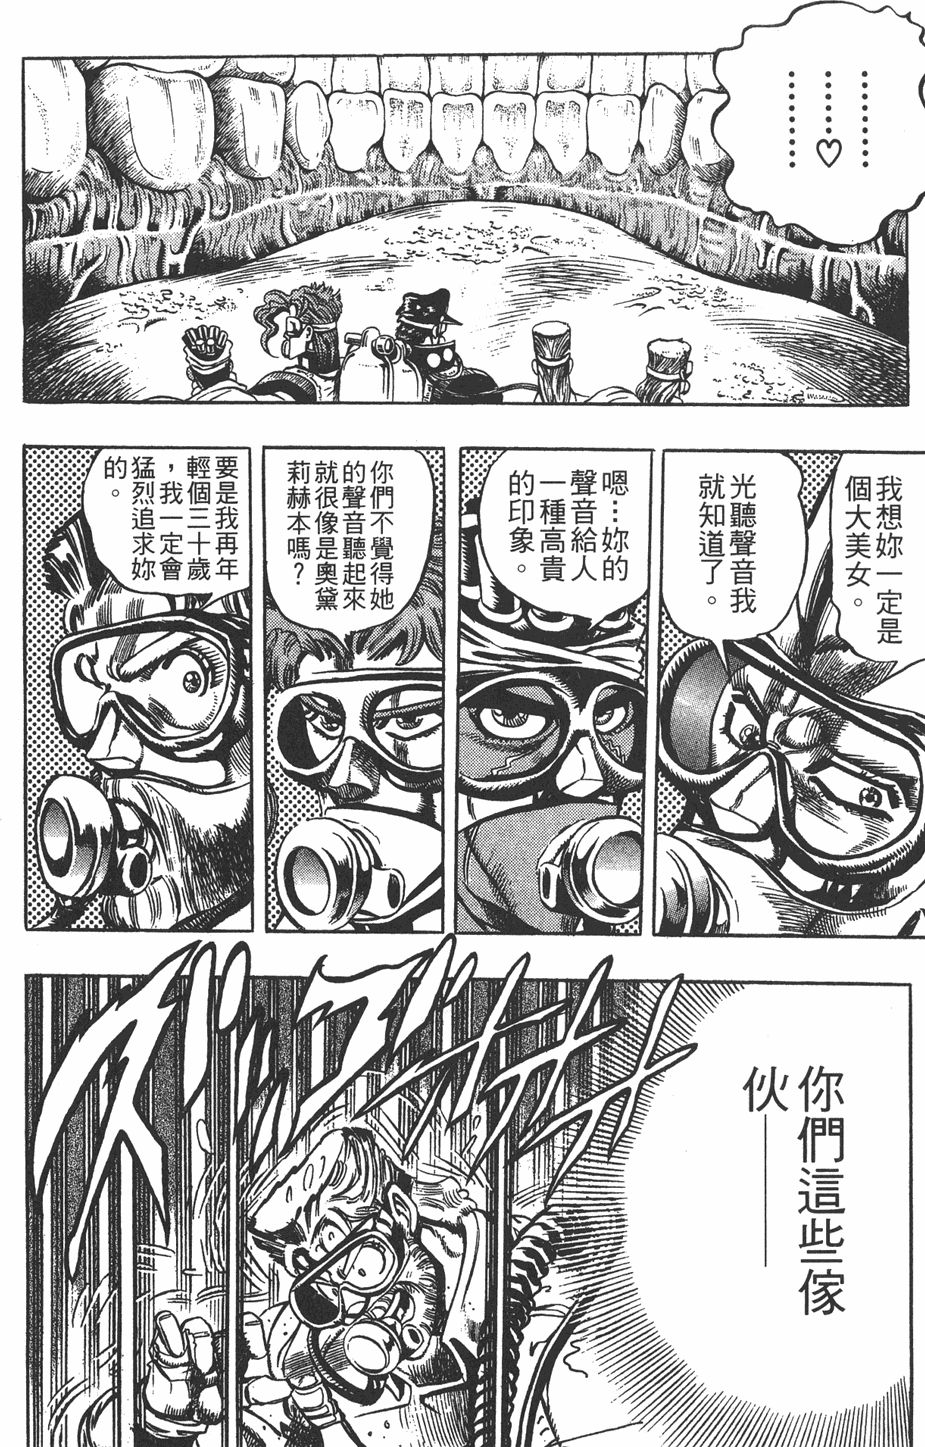 ………
……♡
………
我想妳一定是
個大美女。
光聽聲音我
就知道了。
嗯…妳的
聲音給人
一種高貴
的印象。
你們不覺得她
的聲音聽起來
就很像是奧黛
莉赫本嗎？
要是我再年
輕個三十歲
，我一定會
猛烈追求妳
的。
你們這些傢
伙——